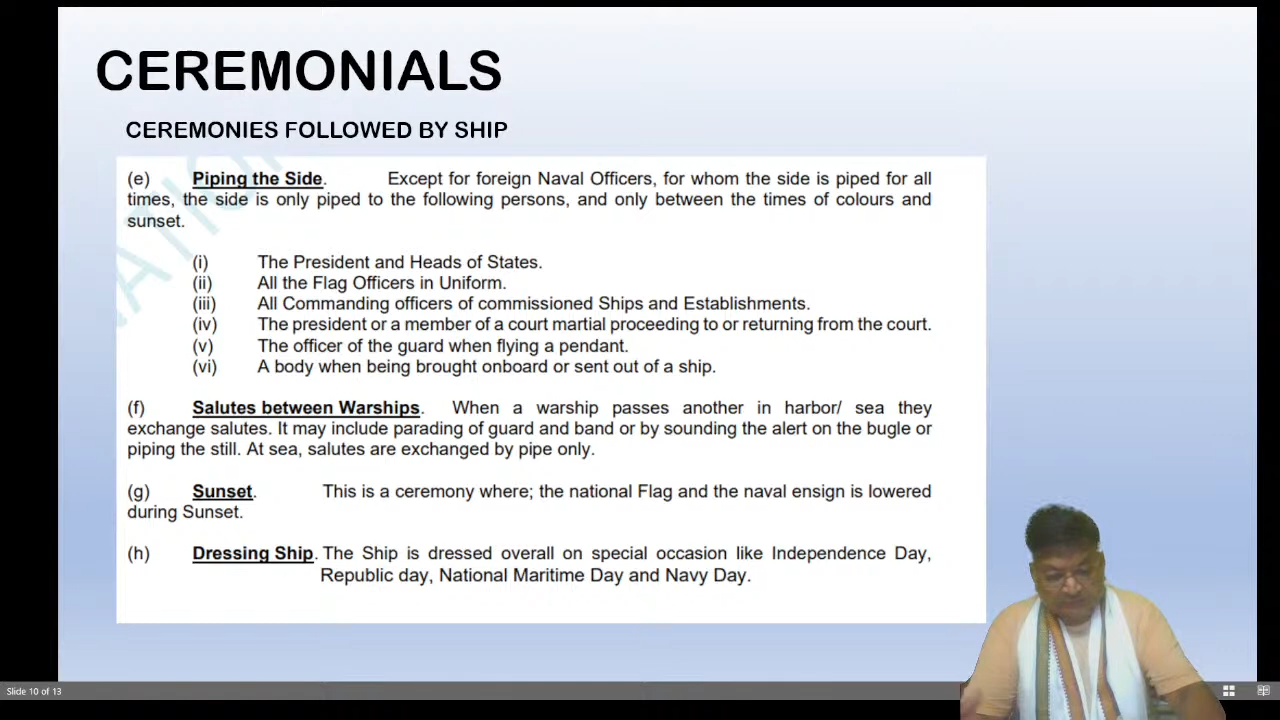 CEREMONIALS
CEREMONIES FOLLOWED BY SHIP
(e) Piping the Side. Except for foreign Naval Officers, for whom the side is piped for all
times, the side is only piped to the following persons, and only between the times of colours and
sunset.
(i) The President and Heads of States.
(ii) All the Flag Officers in Uniform.
(iii) All Commanding officers of commissioned Ships and Establishments.
(iv) The president or a member of a court martial proceeding to or returning from the court.
(v) The officer of the guard when flying a pendant.
(vi) A body when being brought onboard or sent out of a ship.
(f) Salutes between Warships. When a warship passes another in harbor/ sea they
exchange salutes. It may include parading of guard and band or by sounding the alert on the bugle or
piping the still. At sea, salutes are exchanged by pipe only.
(g) Sunset. This is a ceremony where; the national Flag and the naval ensign is lowered
during Sunset.
(h) Dressing Ship. The Ship is dressed overall on special occasion like Independence Day,
Republic day, National Maritime Day and Navy Day.
Slide 10 of 13